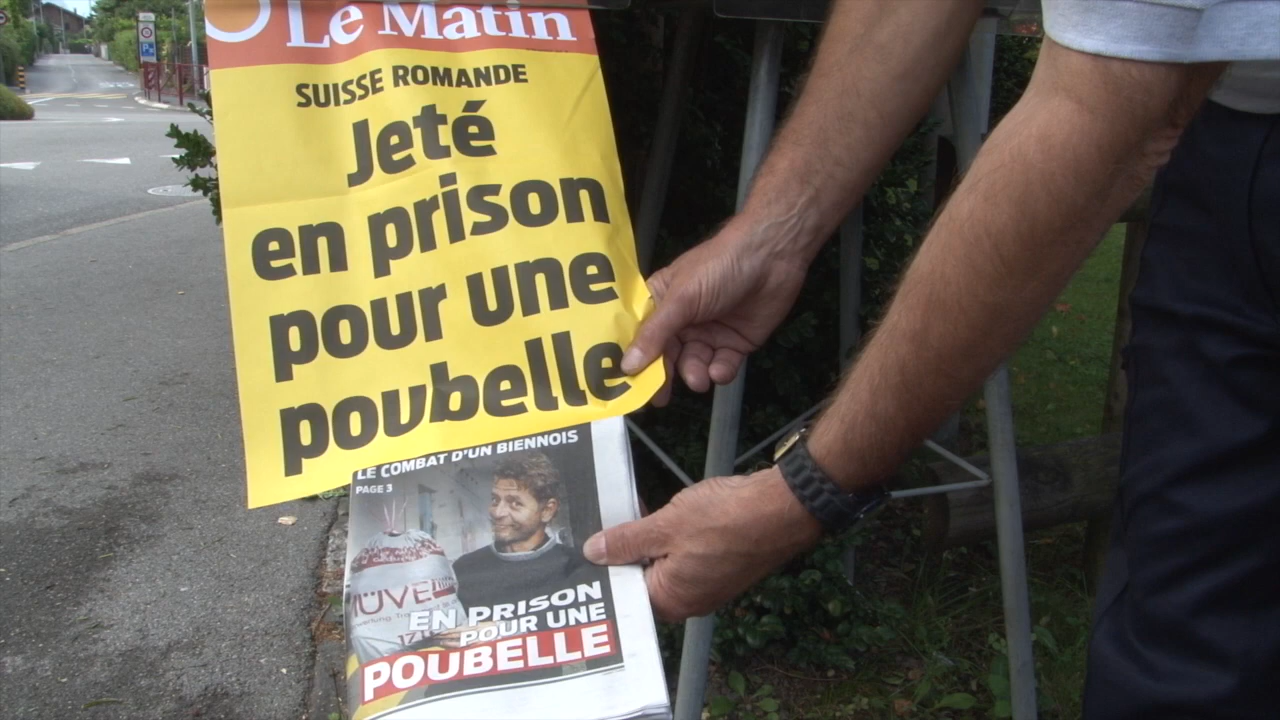 Le Matin
SUISSE ROMANDE
Jeté
en prison
pour une
poubelle
LE COMBAT D'UN BIENNOIS
PAGE 3
MÜVE
EN PRISON
POUR UNE
POUBELLE